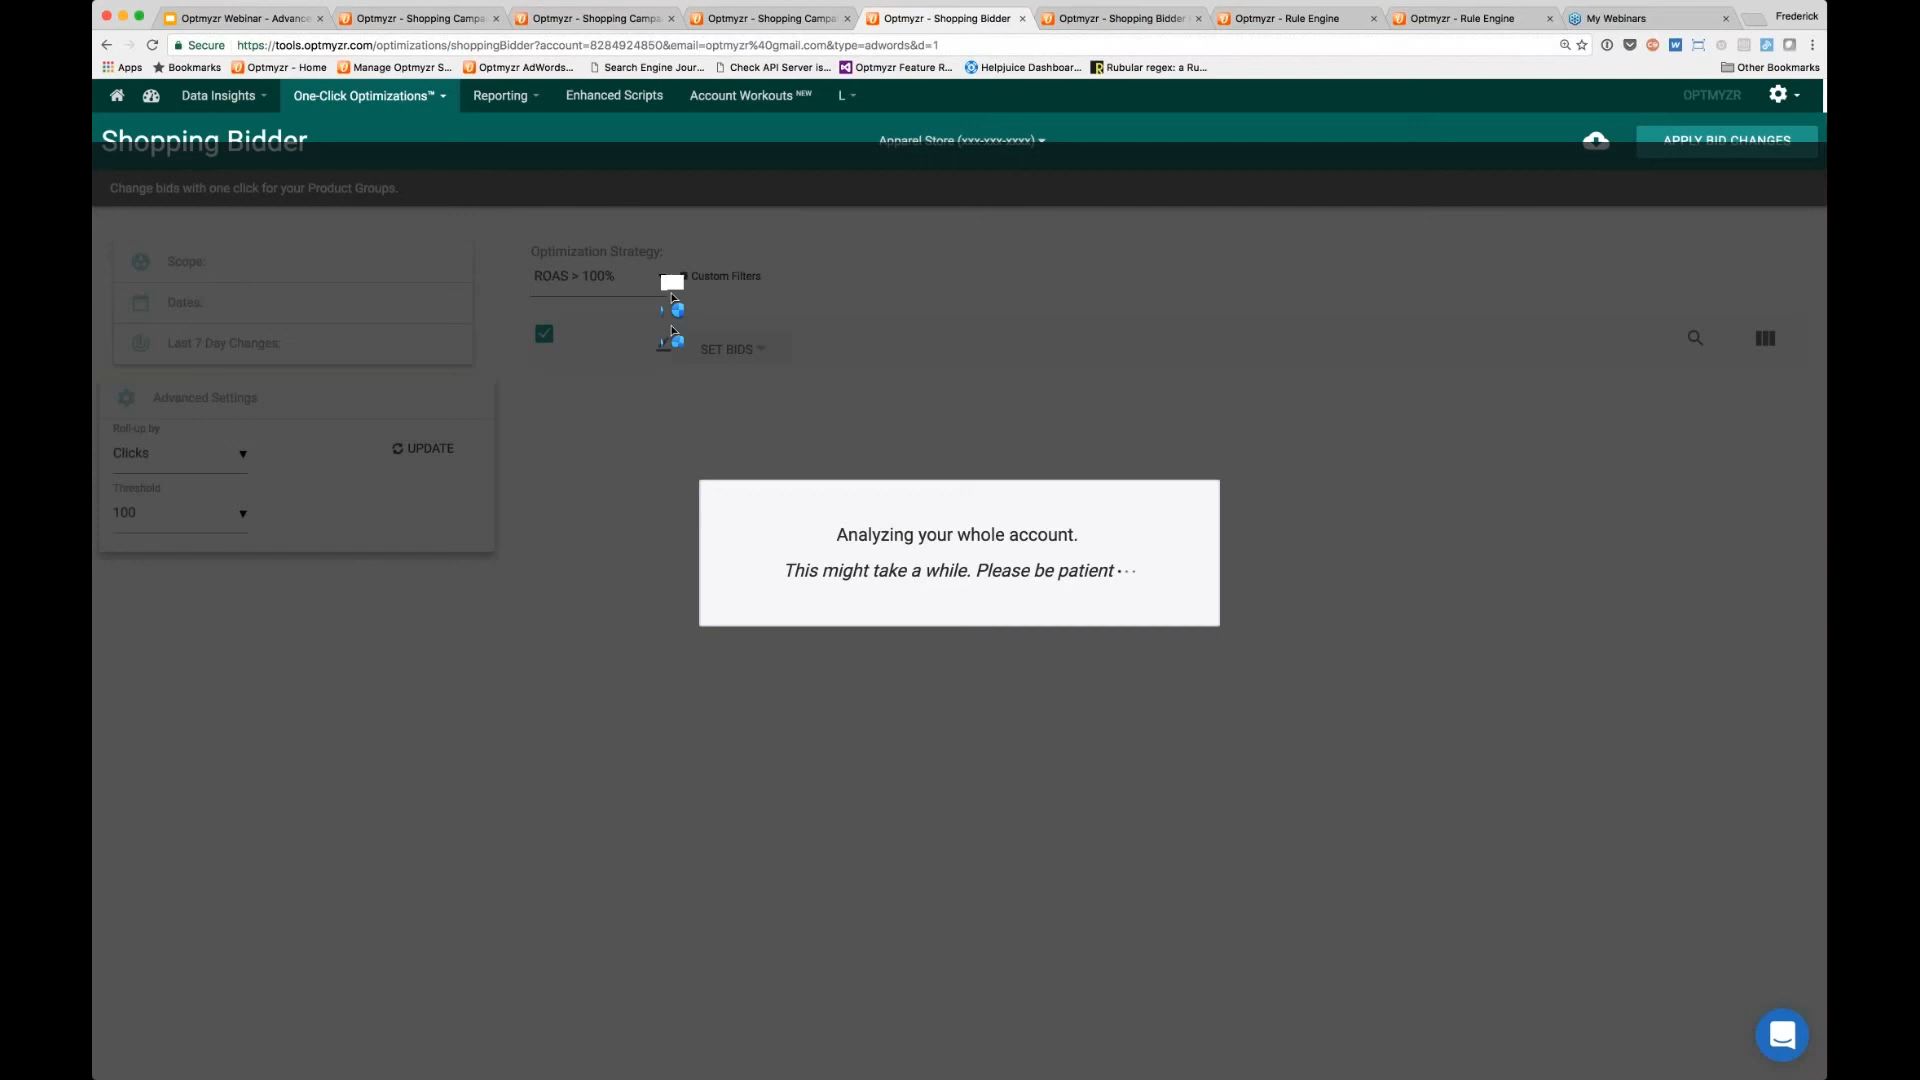 Optmyzr Webinar - Advance
Optmyzr - Shopping Campa
Optmyzr - Shopping Campa
Optmyzr - Shopping Campa
Optmyzr - Shopping Bidder
Optmyzr - Shopping Bidder
Optmyzr - Rule Engine
Optmyzr - Rule Engine
My Webinars
Frederick
Secure
https://tools.optmyzr.com/optimizations/shoppingBidder?account=8284924850&email=optmyzr%40gmail.com&type=adwords&d=1
Apps
Bookmarks
Optmyzr - Home
Manage Optmyzr S...
Optmyzr AdWords...
Search Engine Jour...
Check API Server is...
Optmyzr Feature R...
Helpjuice Dashboar...
Rubular regex: a Ru...
Other Bookmarks
Data Insights
One-Click Optimizations™
Reporting
Enhanced Scripts
Account Workouts NEW
L
OPTMYZR
Shopping Bidder
Apparel Store (xxx-xxx-xxxx)
APPLY BID CHANGES
Change bids with one click for your Product Groups.
Scope:
Dates:
Last 7 Day Changes:
Optimization Strategy:
ROAS > 100%
Custom Filters
SET BIDS
Advanced Settings
Roll-up by
Clicks
UPDATE
Threshold
100
Analyzing your whole account.
This might take a while. Please be patient ...